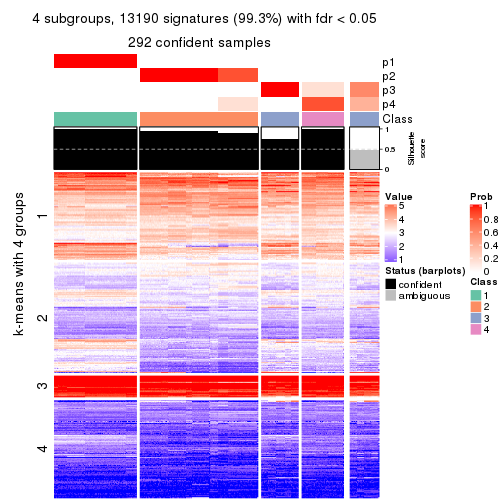 4 subgroups, 13190 signatures (99.3%) with fdr < 0.05
292 confident samples
p1
p2
p3
p4
Class
1
0.5
0
Silhouette
score
k-means with 4 groups
1
2
3
4
Value
5
4
3
2
1
Status (barplots)
confident
ambiguous
Prob
1
0.8
0.6
0.4
0.2
0
Class
1
2
3
4